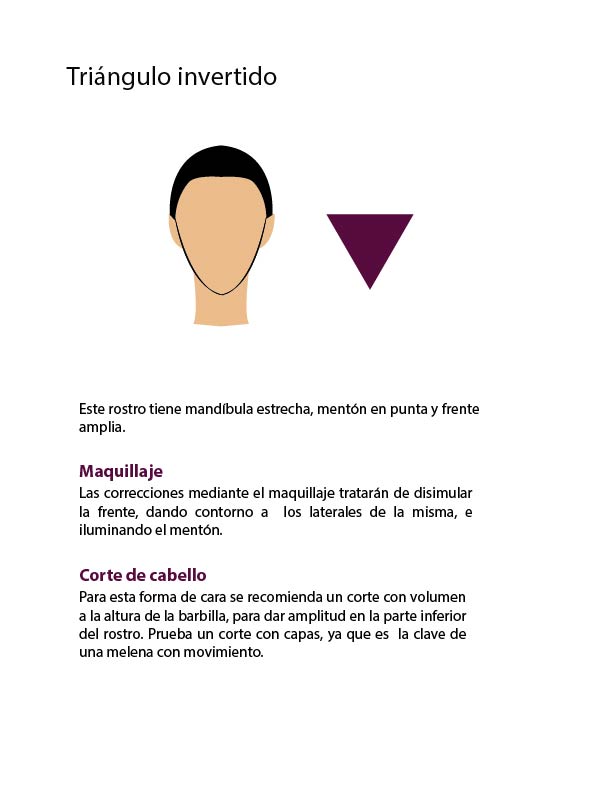 Triángulo invertido
Este rostro tiene mandíbula estrecha, mentón en punta y frente
amplia.
Maquillaje
Las correcciones mediante el maquillaje tratarán de disimular
la frente, dando contorno a los laterales de la misma, e
iluminando el mentón.
Corte de cabello
Para esta forma de cara se recomienda un corte con volumen
a la altura de la barbilla, para dar amplitud en la parte inferior
del rostro. Prueba un corte con capas, ya que es la clave de
una melena con movimiento.